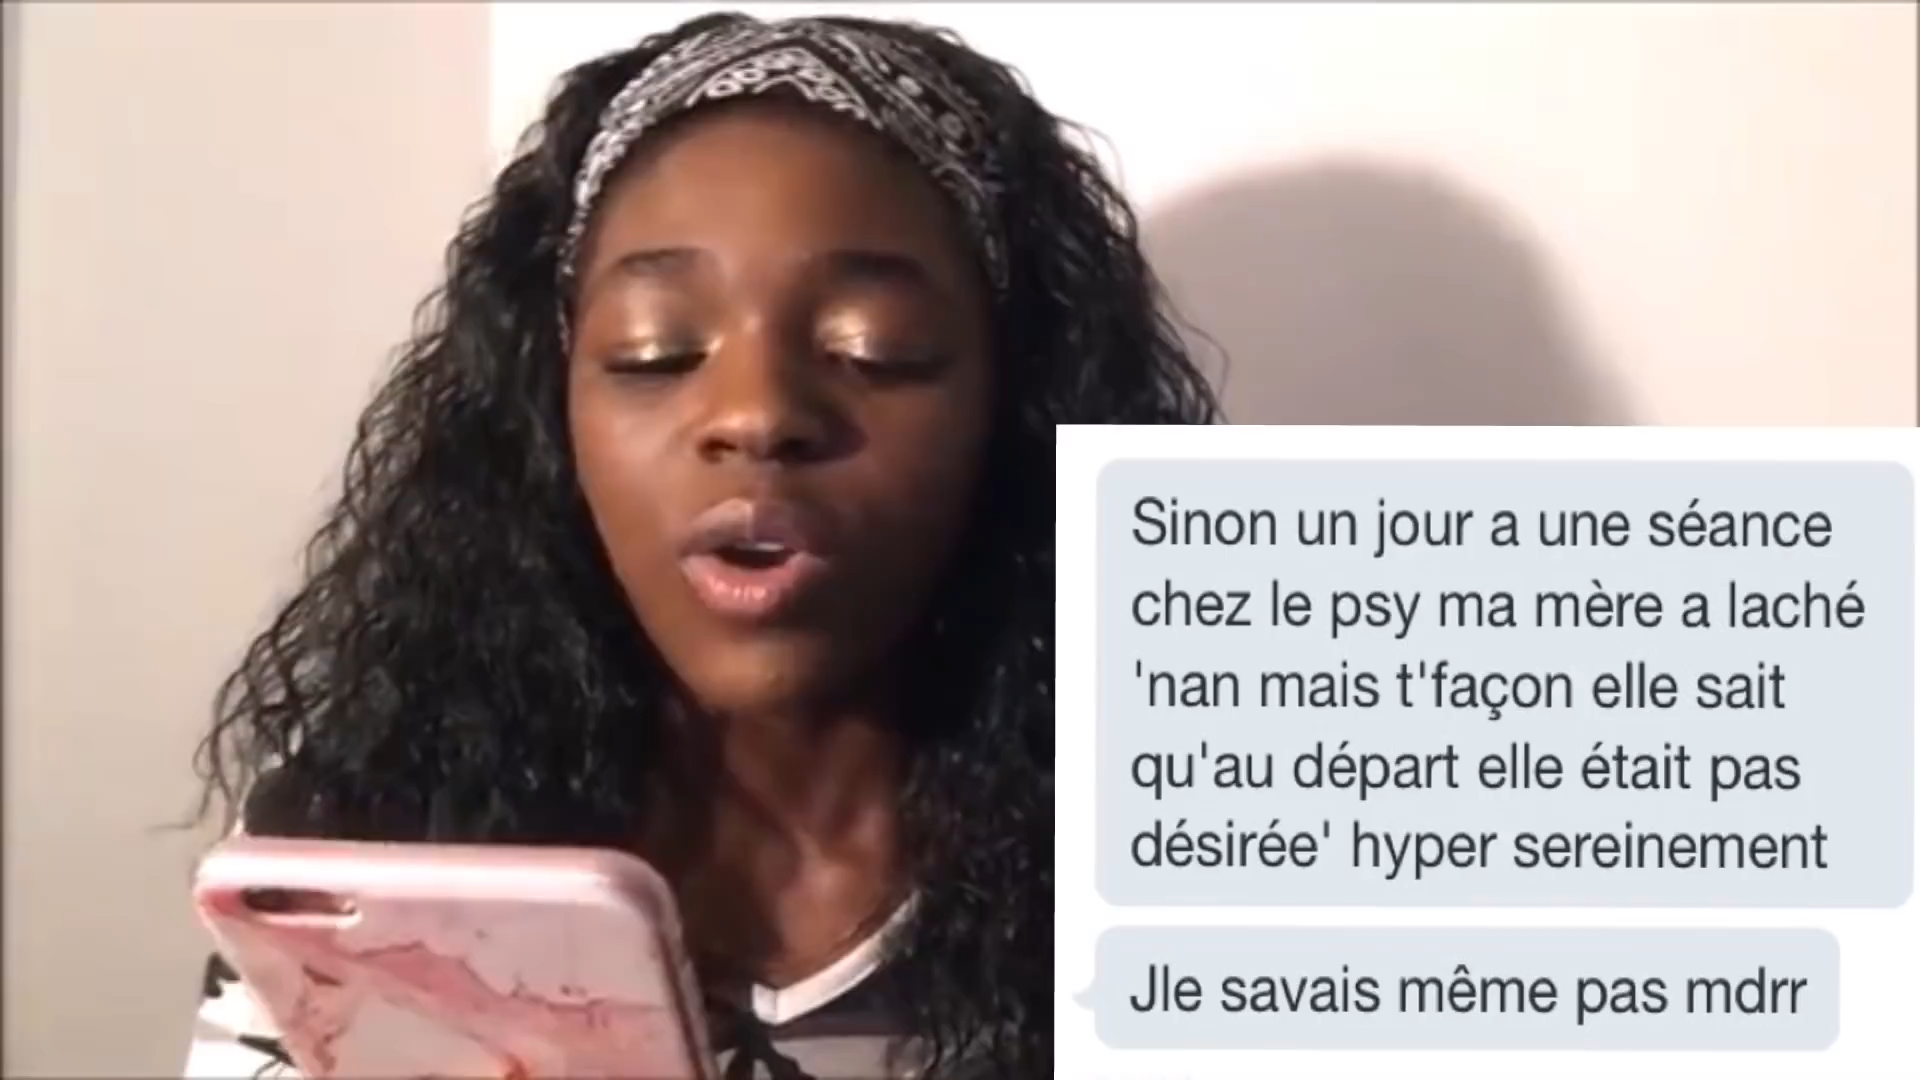 Sinon un jour a une séance
chez le psy ma mère a laché
'nan mais t'façon elle sait
qu'au départ elle était pas
désirée' hyper sereinement
Jle savais même pas mdrr